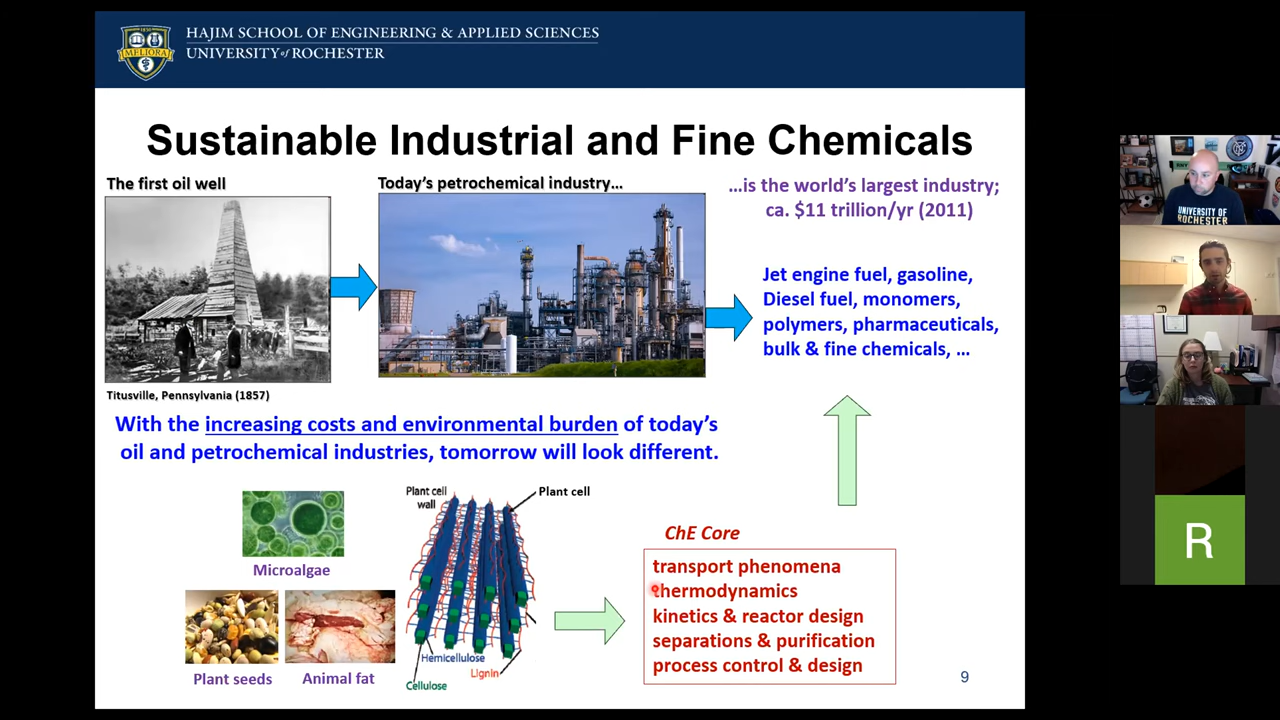 HAJIM SCHOOL OF ENGINEERING & APPLIED SCIENCES
UNIVERSITY of ROCHESTER
MELIORA
Sustainable Industrial and Fine Chemicals
The first oil well
Today's petrochemical industry...
...is the world's largest industry;
ca. $11 trillion/yr (2011)
Jet engine fuel, gasoline,
Diesel fuel, monomers,
polymers, pharmaceuticals,
bulk & fine chemicals, ...
Titusville, Pennsylvania (1857)
With the increasing costs and environmental burden of today's
oil and petrochemical industries, tomorrow will look different.
Plant cell
wall
Plant cell
Microalgae
Plant seeds
Animal fat
Hemicellulose
Lignin
Cellulose
ChE Core
transport phenomena
thermodynamics
kinetics & reactor design
separations & purification
process control & design
9
UNIVERSITY OF
ROCHESTER
R